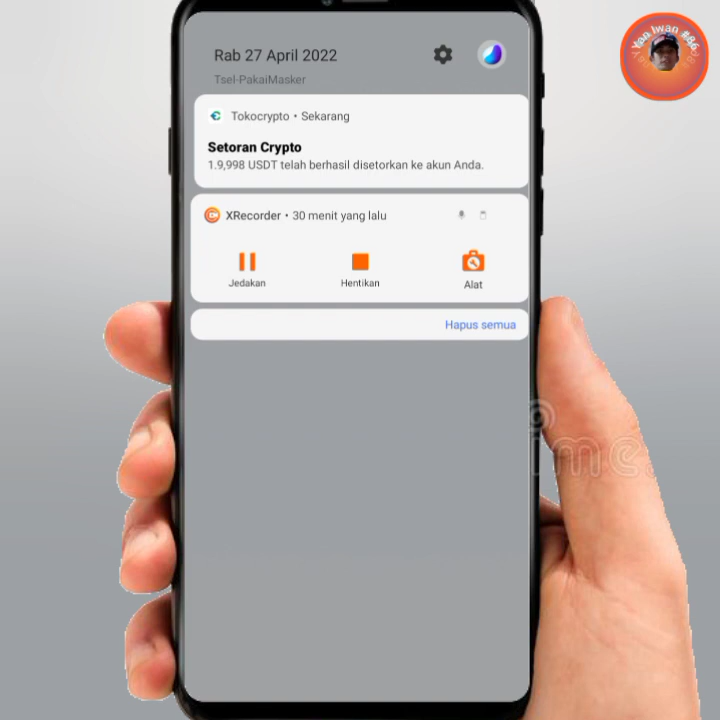 Yan Iwan #86
Rab 27 April 2022
Tsel-PakaiMasker
Tokocrypto • Sekarang
Setoran Crypto
1.9,998 USDT telah berhasil disetorkan ke akun Anda.
XRecorder • 30 menit yang lalu
Jedakan
Hentikan
Alat
Hapus semua